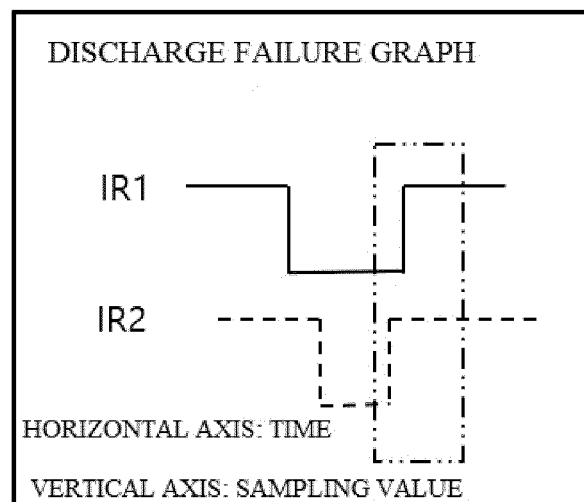 DISCHARGE FAILURE GRAPH
IR1
IR2
HORIZONTAL AXIS: TIME
VERTICAL AXIS: SAMPLING VALUE